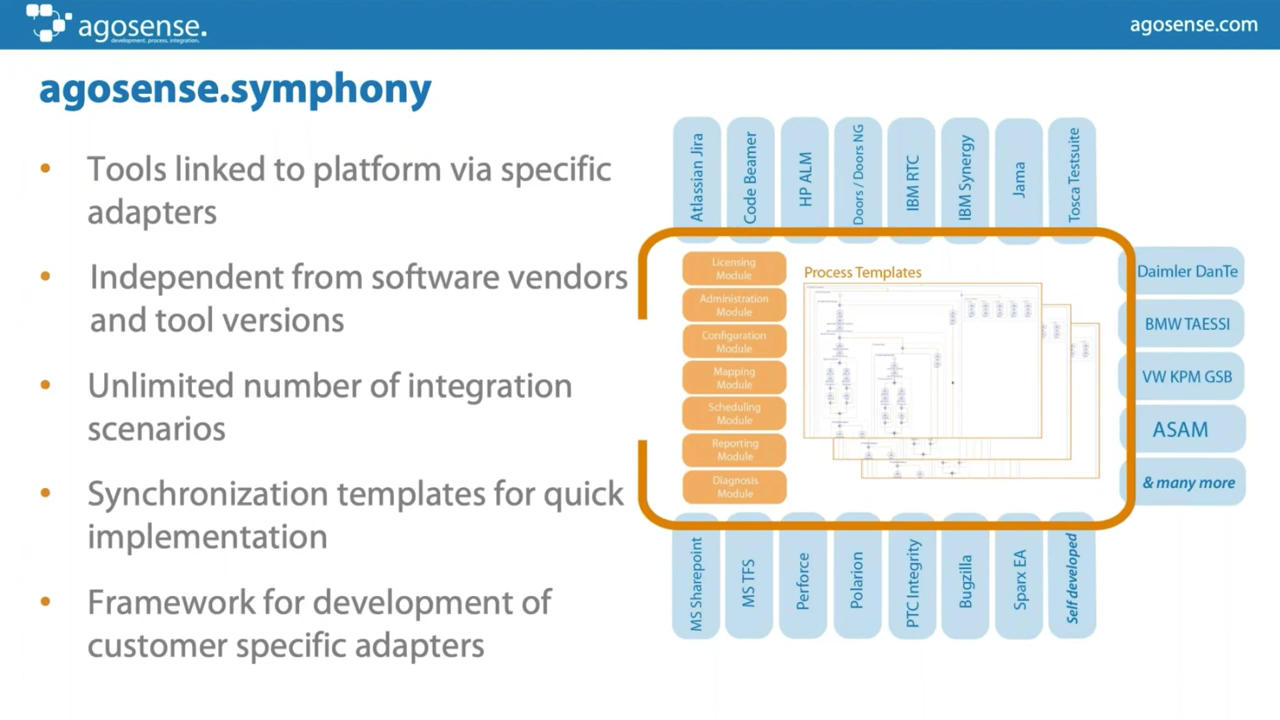 agosense.
development, process, integration.
agosense.com
agosense.symphony
• Tools linked to platform via specific
adapters
• Independent from software vendors
and tool versions
• Unlimited number of integration
scenarios
• Synchronization templates for quick
implementation
• Framework for development of
customer specific adapters
Atlassian Jira
Code Beamer
HP ALM
Doors / Doors NG
IBM RTC
IBM Synergy
Jama
Tosca Testsuite
Licensing
Module
Administration
Module
Configuration
Module
Mapping
Module
Scheduling
Module
Reporting
Module
Diagnosis
Module
Process Templates
Daimler DanTe
BMW TAESSI
VW KPM GSB
ASAM
& many more
MS Sharepoint
MS TFS
Perforce
Polarion
PTC Integrity
Bugzilla
Sparx EA
Self developed